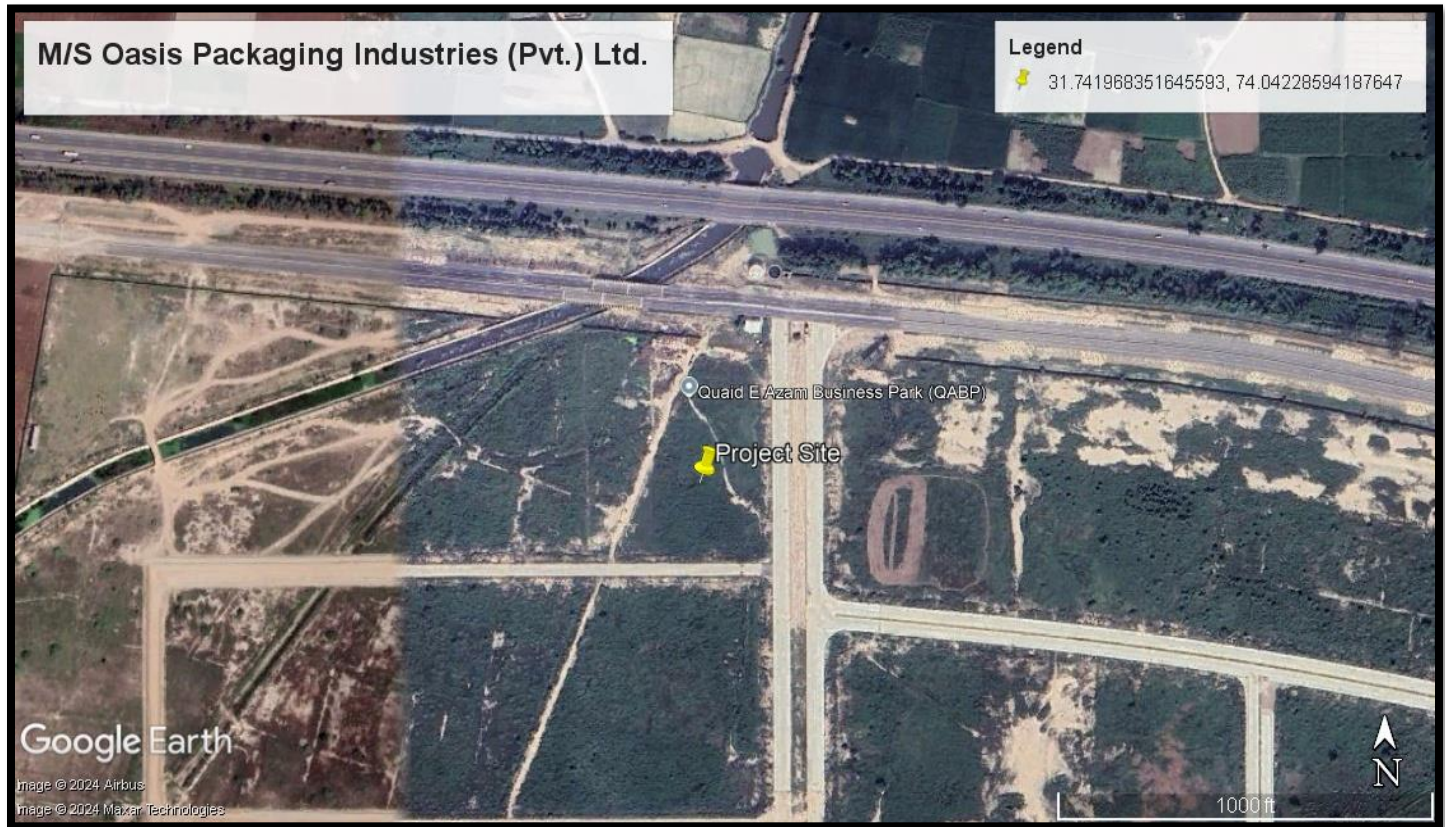 M/S Oasis Packaging Industries (Pvt.) Ltd.
Legend
31.741968351645593, 74.04228594187647
Quaid E Azam Business Park (QABP)
Project Site
Google Earth
Image © 2024 Airbus
Image © 2024 Maxar Technologies
N
1000 ft